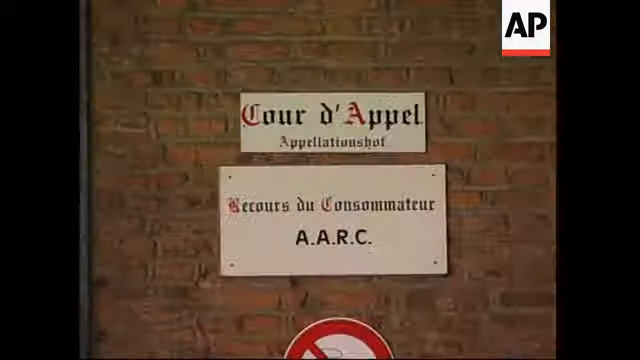 AP
Cour d'Appel
Appellationshof
Recours du Consommateur
A.A.R.C.